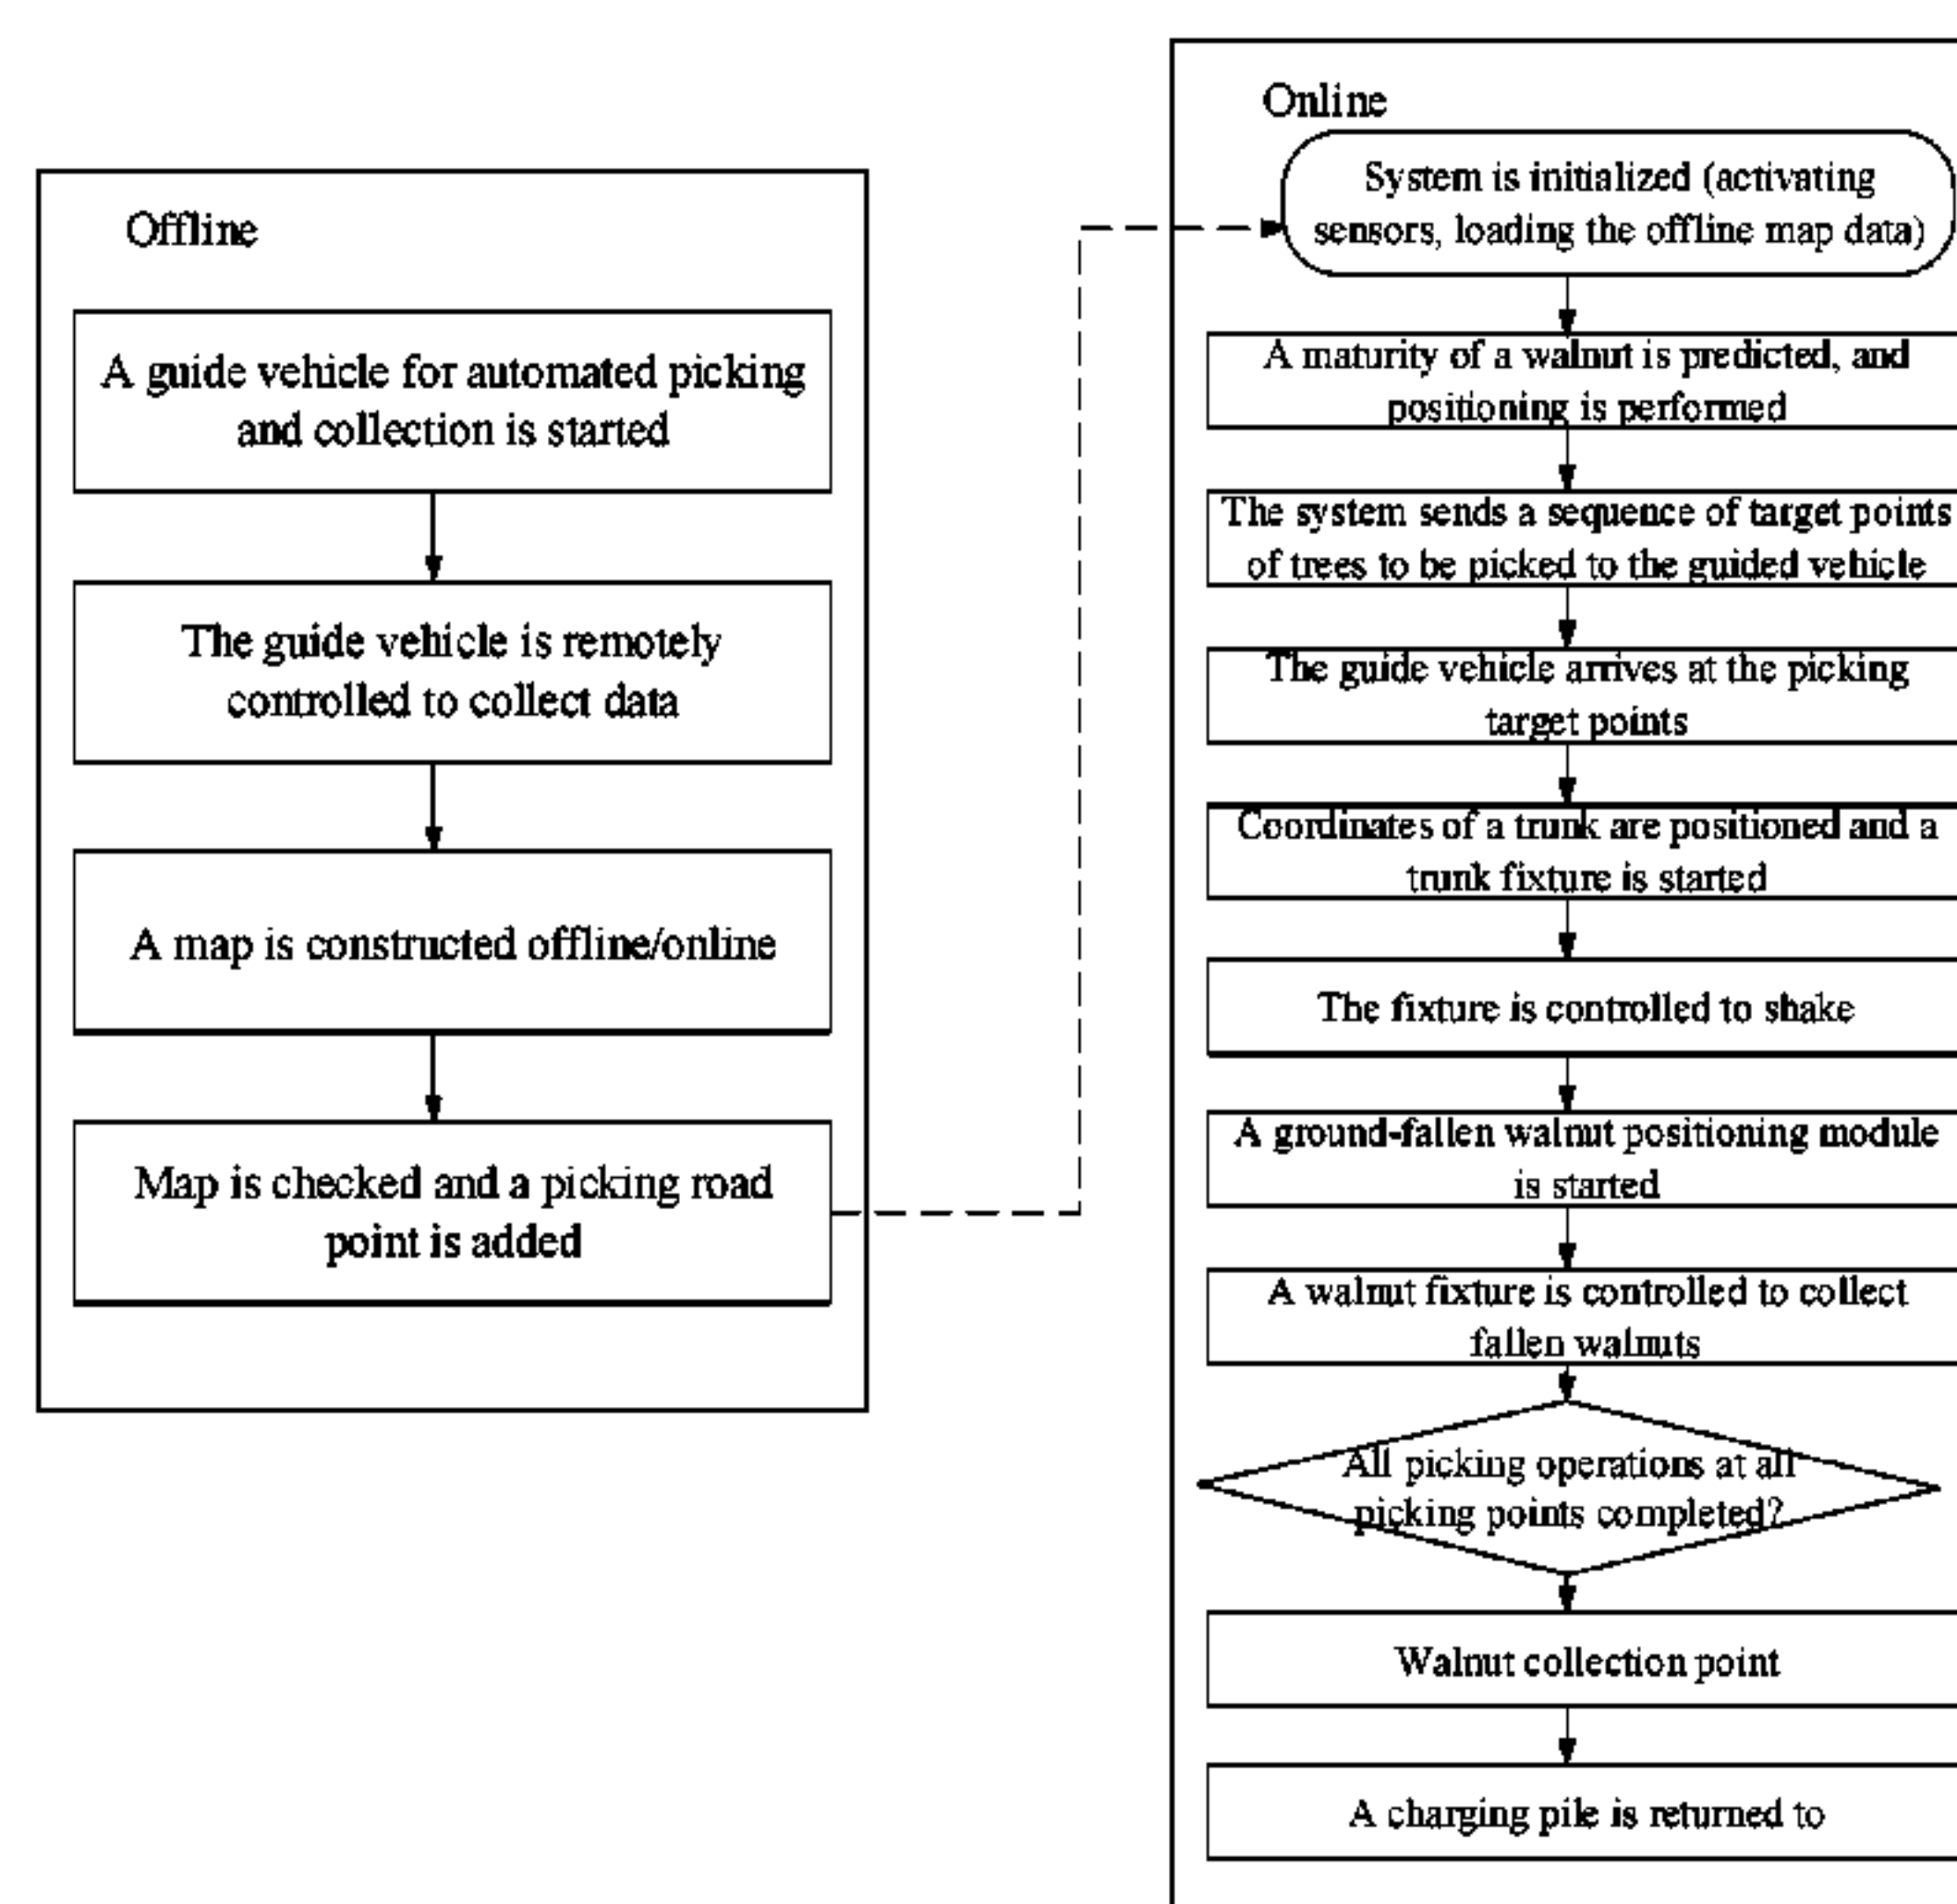 Offline
A guide vehicle for automated picking
and collection is started
The guide vehicle is remotely
controlled to collect data
A map is constructed offline/online
Map is checked and a picking road
point is added
Online
System is initialized (activating
sensors, loading the offline map data)
A maturity of a walnut is predicted, and
positioning is performed
The system sends a sequence of target points
of trees to be picked to the guided vehicle
The guide vehicle arrives at the picking
target points
Coordinates of a trunk are positioned and a
trunk fixture is started
The fixture is controlled to shake
A ground-fallen walnut positioning module
is started
A walnut fixture is controlled to collect
fallen walnuts
All picking operations at all
picking points completed?
Walnut collection point
A charging pile is returned to